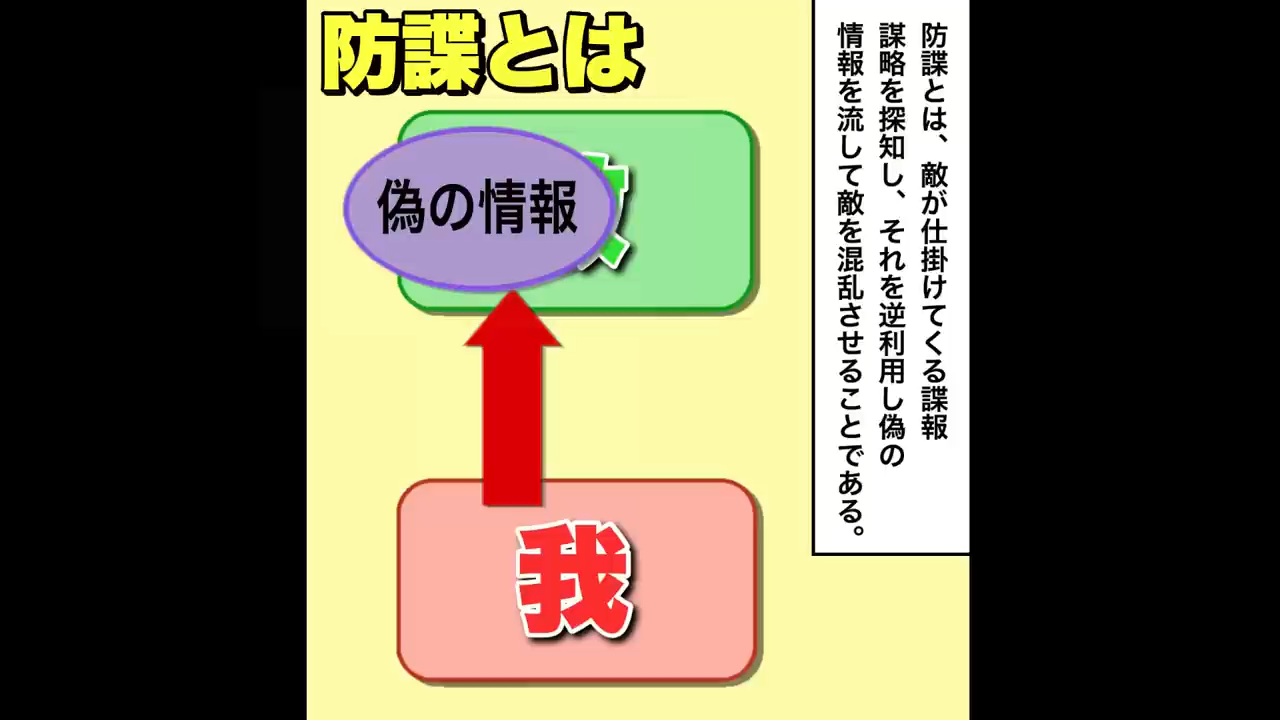 防諜とは
防諜とは、敵が仕掛けてくる諜報
謀略を探知し、それを逆利用し偽の
情報を流して敵を混乱させることである。
偽の情報
我